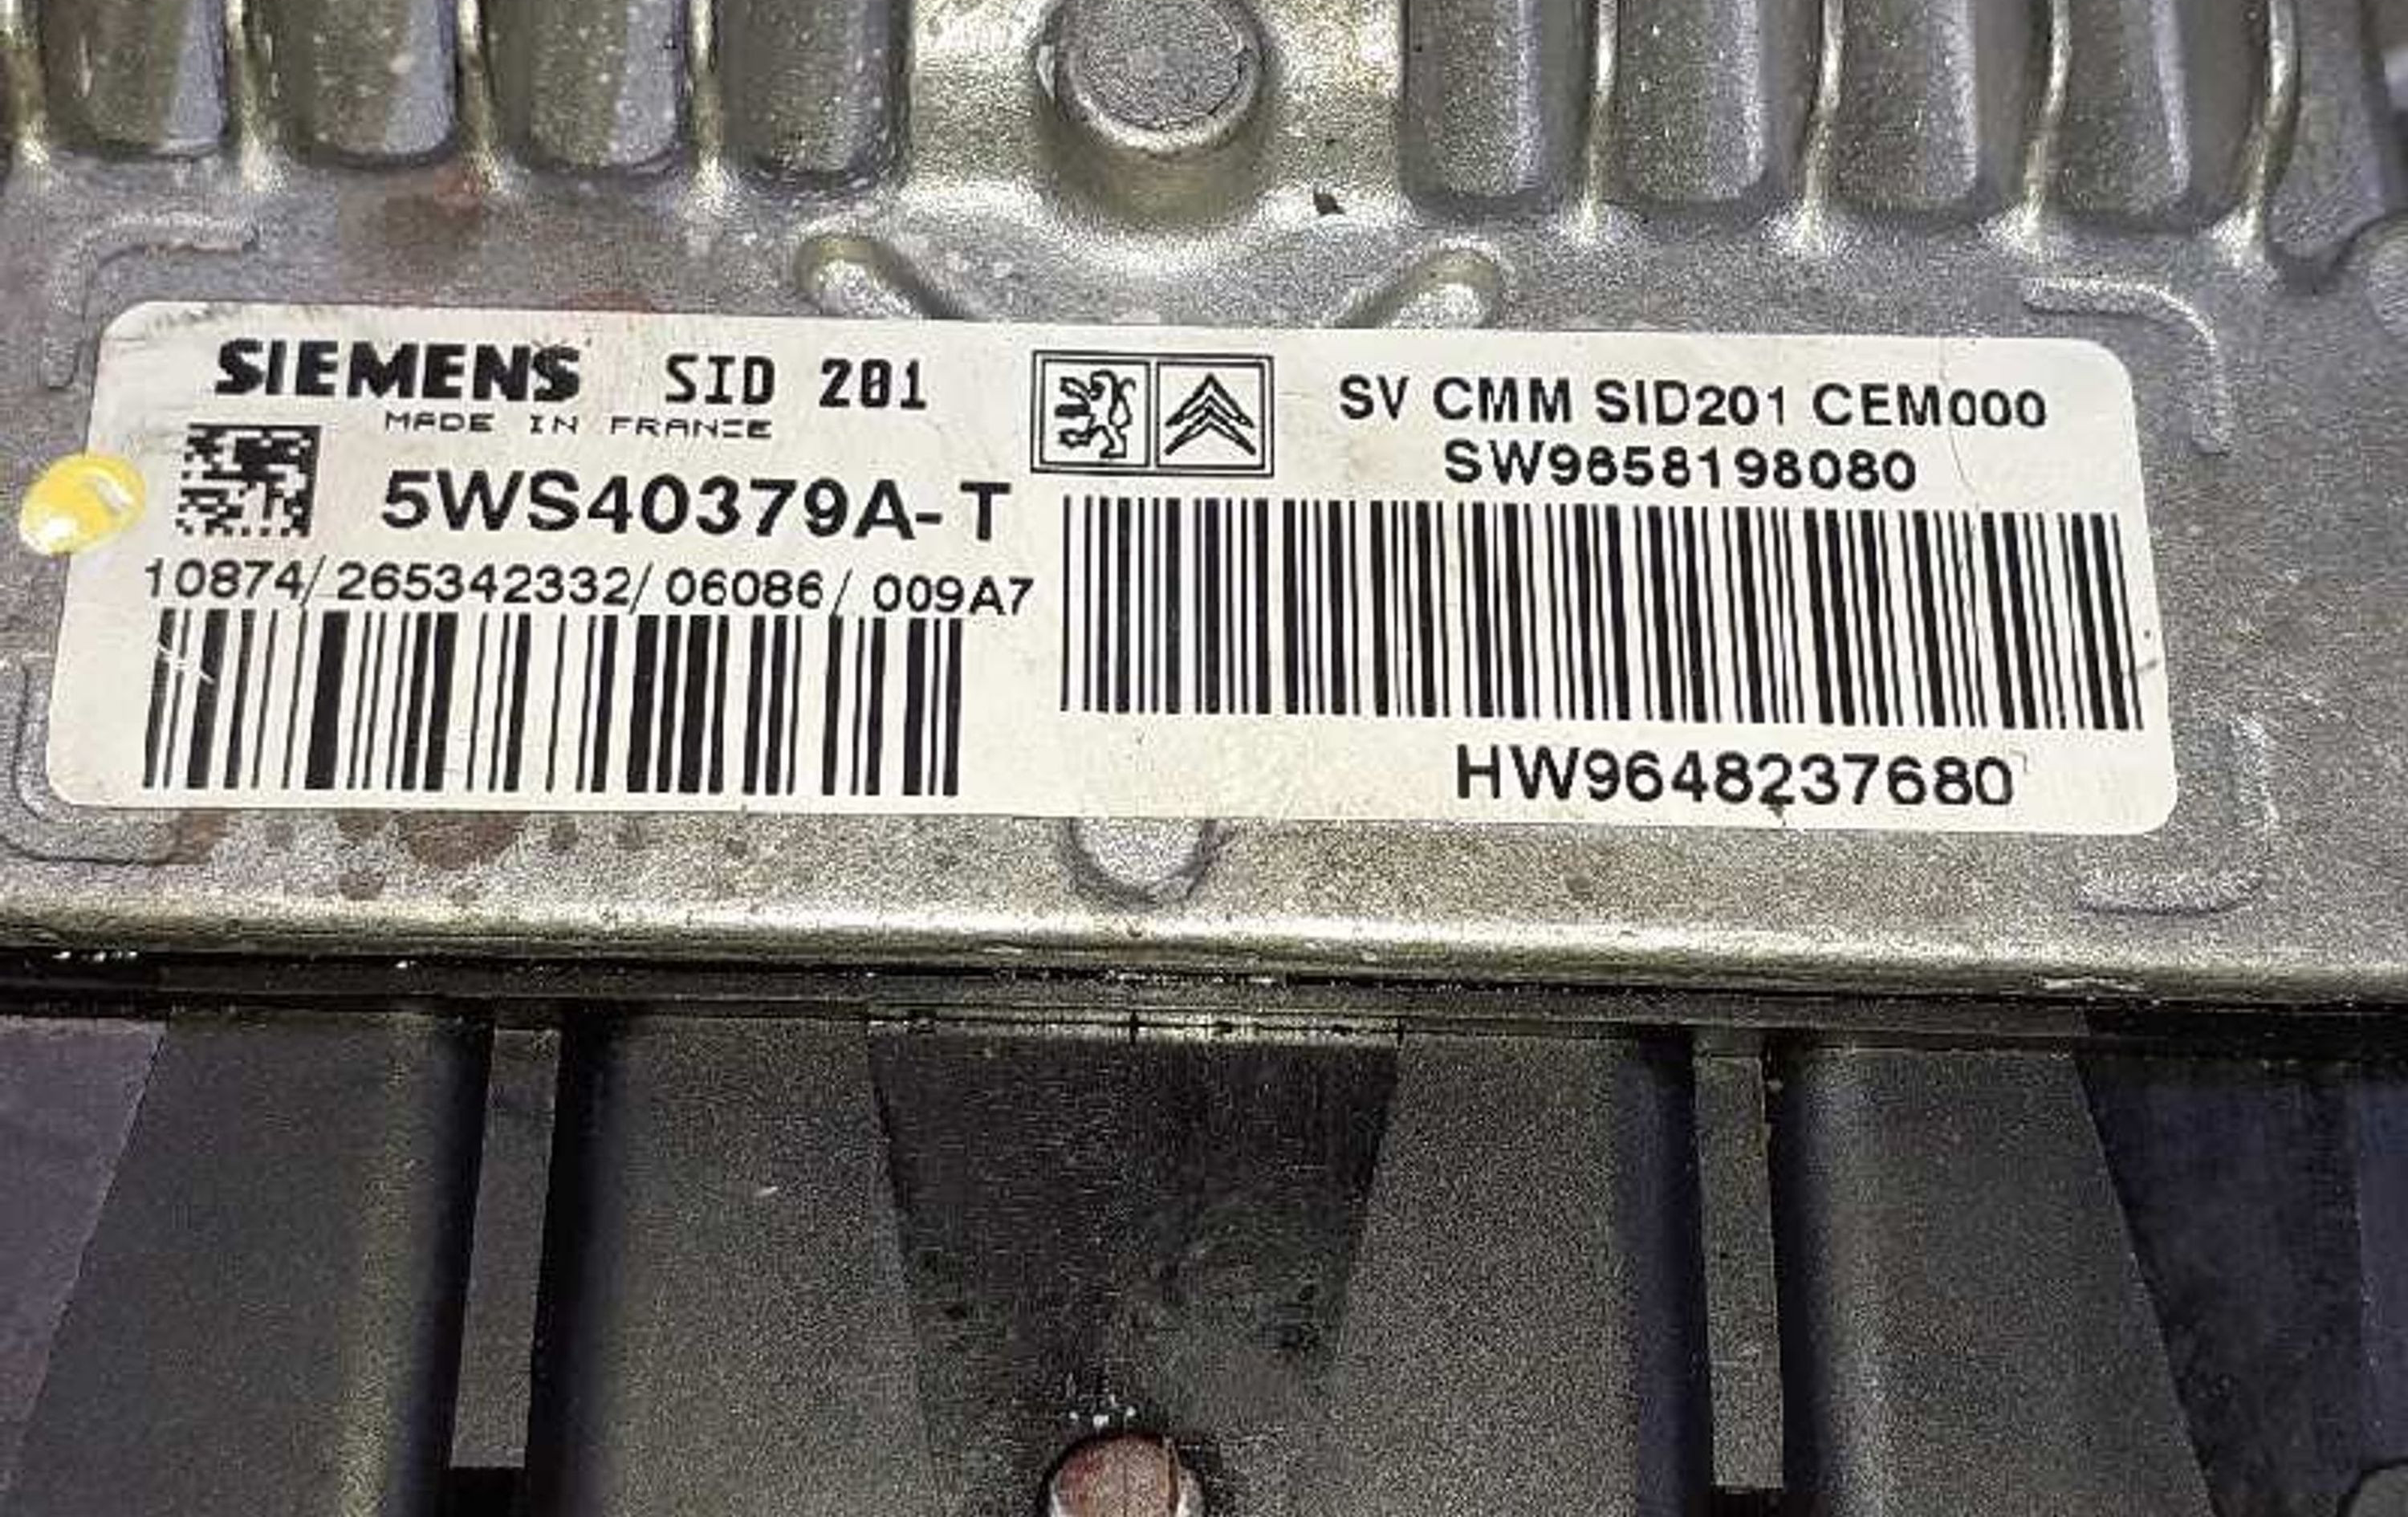 SIEMENS SID 201
MADE IN FRANCE
5WS40379A-T
10874/265342332/06086/009A7
SV CMM SID201 CEM000
SW9658198080
HW9648237680